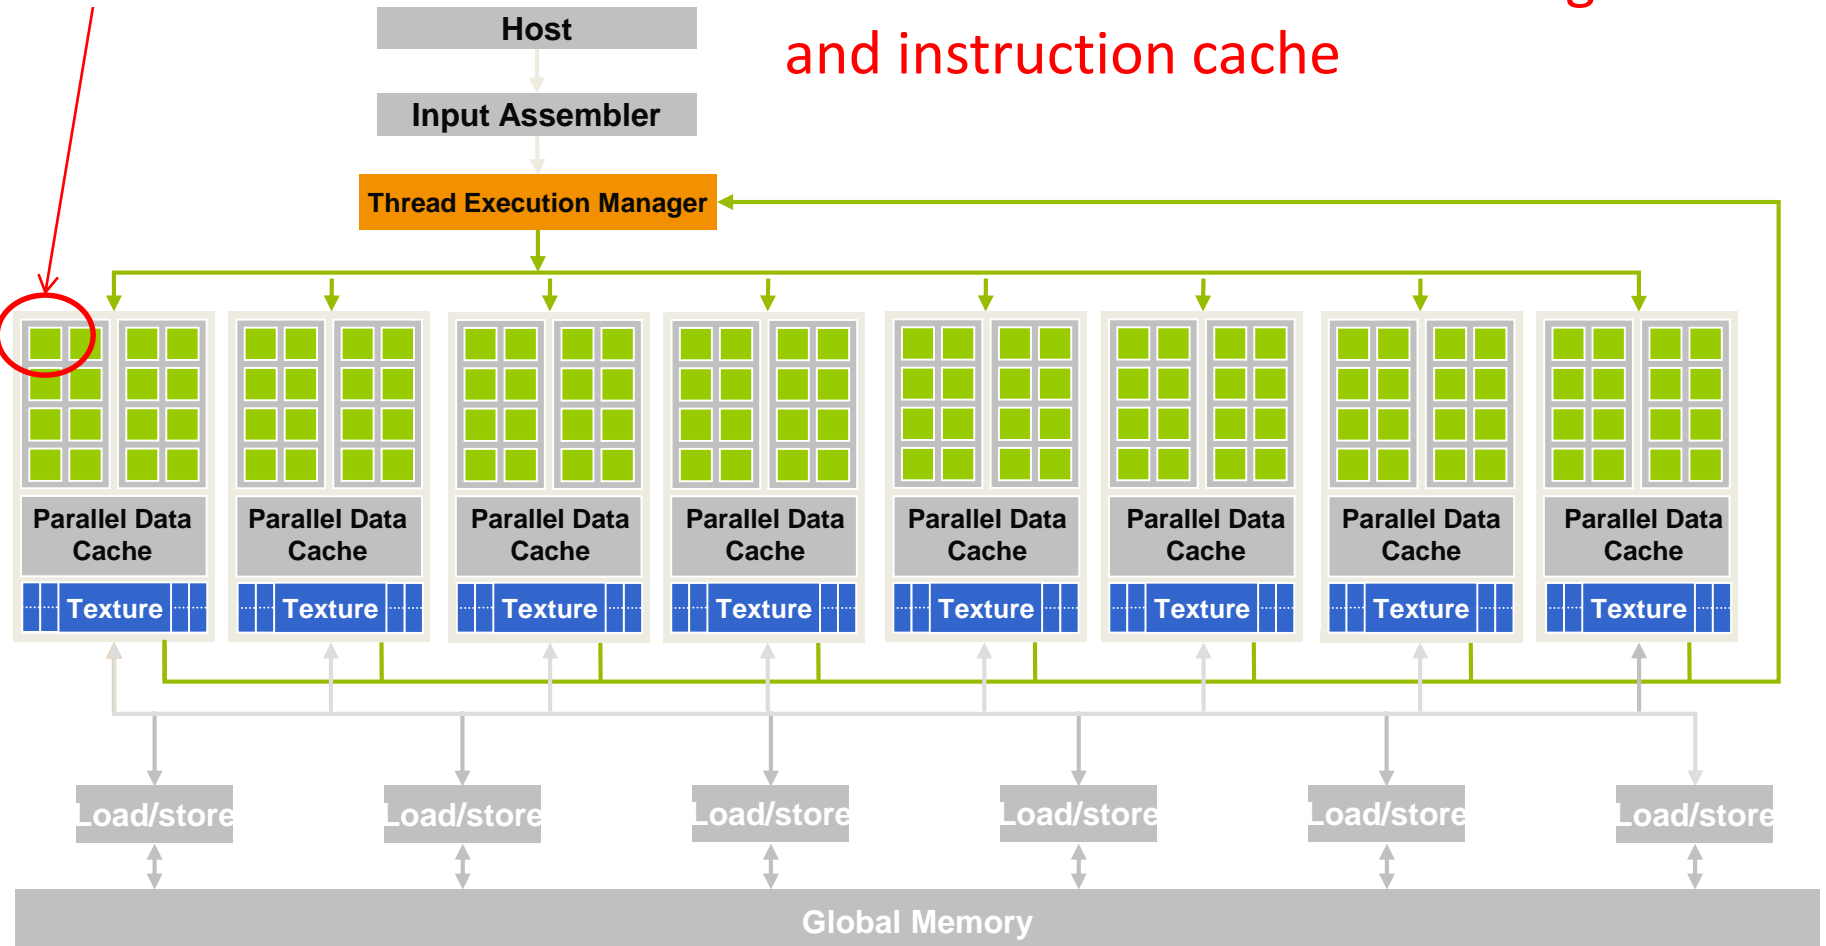 Host
and instruction cache
Input Assembler
Thread Execution Manager
Parallel Data
Cache
Parallel Data
Cache
Parallel Data
Cache
Parallel Data
Cache
Parallel Data
Cache
Parallel Data
Cache
Parallel Data
Cache
Parallel Data
Cache
Texture
Texture
Texture
Texture
Texture
Texture
Texture
Texture
Load/store
Load/store
Load/store
Load/store
Load/store
Load/store
Global Memory